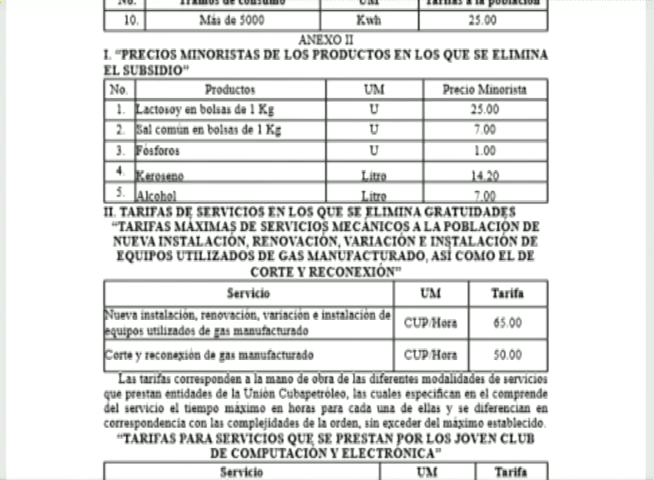 No. Tramos de consumo UM Tarifas a la población
10. Más de 5000 Kwh 25.00
ANEXO II
I. “PRECIOS MINORISTAS DE LOS PRODUCTOS EN LOS QUE SE ELIMINA
EL SUBSIDIO”
No. Productos UM Precio Minorista
1. Lactosoy en bolsas de 1 Kg U 25.00
2. Sal común en bolsas de 1 Kg U 7.00
3. Fósforos U 1.00
4. Keroseno Litro 14.20
5. Alcohol Litro 7.00
II. TARIFAS DE SERVICIOS EN LOS QUE SE ELIMINA GRATUIDADES
“TARIFAS MÁXIMAS DE SERVICIOS MECÁNICOS A LA POBLACIÓN DE
NUEVA INSTALACIÓN, RENOVACIÓN, VARIACIÓN E INSTALACIÓN DE
EQUIPOS UTILIZADOS DE GAS MANUFACTURADO, ASÍ COMO EL DE
CORTE Y RECONEXIÓN”
Servicio UM Tarifa
Nueva instalación, renovación, variación e instalación de
equipos utilizados de gas manufacturado CUP/Hora 65.00
Corte y reconexión de gas manufacturado CUP/Hora 50.00
Las tarifas corresponden a la mano de obra de las diferentes modalidades de servicios
que prestan entidades de la Unión Cubapetróleo, las cuales especifican en el comprende
del servicio el tiempo máximo en horas para cada una de ellas y se diferencian en
correspondencia con las complejidades de la orden, sin exceder del máximo establecido.
“TARIFAS PARA SERVICIOS QUE SE PRESTAN POR LOS JOVEN CLUB
DE COMPUTACIÓN Y ELECTRÓNICA”
Servicio UM Tarifa